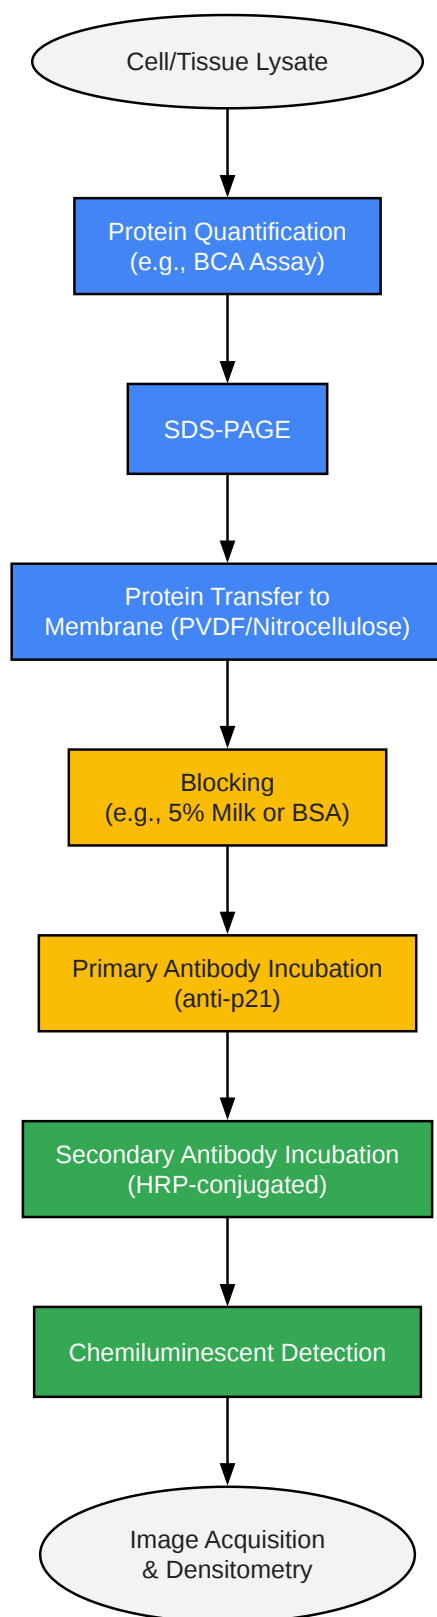 Cell/Tissue Lysate
Protein Quantification
(e.g., BCA Assay)
SDS-PAGE
Protein Transfer to
Membrane (PVDF/Nitrocellulose)
Blocking
(e.g., 5% Milk or BSA)
Primary Antibody Incubation
(anti-p21)
Secondary Antibody Incubation
(HRP-conjugated)
Chemiluminescent Detection
Image Acquisition
& Densitometry